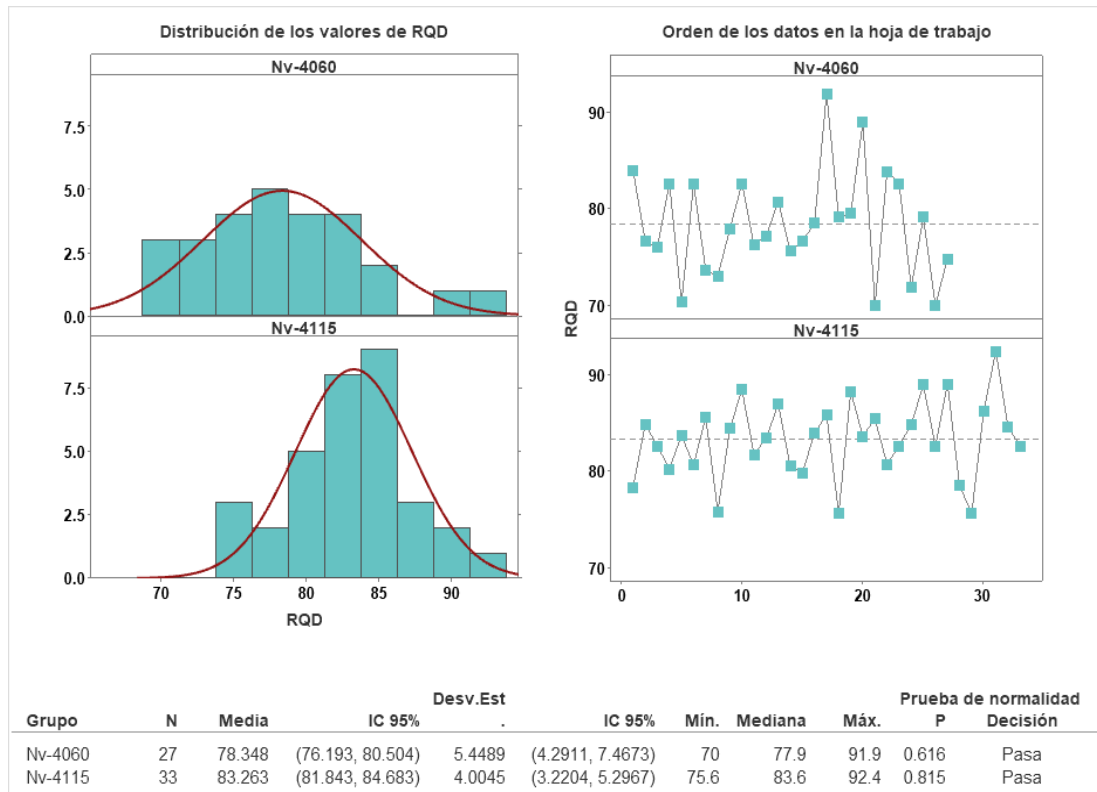 Distribución de los valores de RQD
Nv-4060
7.5
5.0
2.5
0.0
Nv-4115
7.5
5.0
2.5
0.0
70 75 80 85 90
RQD
Orden de los datos en la hoja de trabajo
Nv-4060
90
80
70
RQD
Nv-4115
90
80
70
0 10 20 30
Desv.Est Prueba de normalidad
Grupo N Media IC 95% . IC 95% Mín. Mediana Máx. P Decisión
Nv-4060 27 78.348 (76.193, 80.504) 5.4489 (4.2911, 7.4673) 70 77.9 91.9 0.616 Pasa
Nv-4115 33 83.263 (81.843, 84.683) 4.0045 (3.2204, 5.2967) 75.6 83.6 92.4 0.815 Pasa